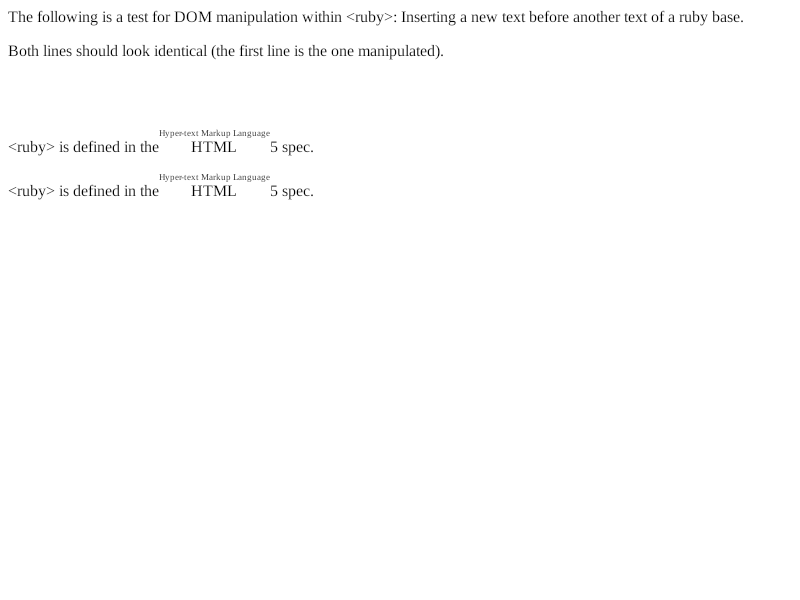 The following is a test for DOM manipulation within <ruby>: Inserting a new text before another text of a ruby base.
Both lines should look identical (the first line is the one manipulated).
Hyper-text Markup Language
<ruby> is defined in the HTML 5 spec.
Hyper-text Markup Language
<ruby> is defined in the HTML 5 spec.